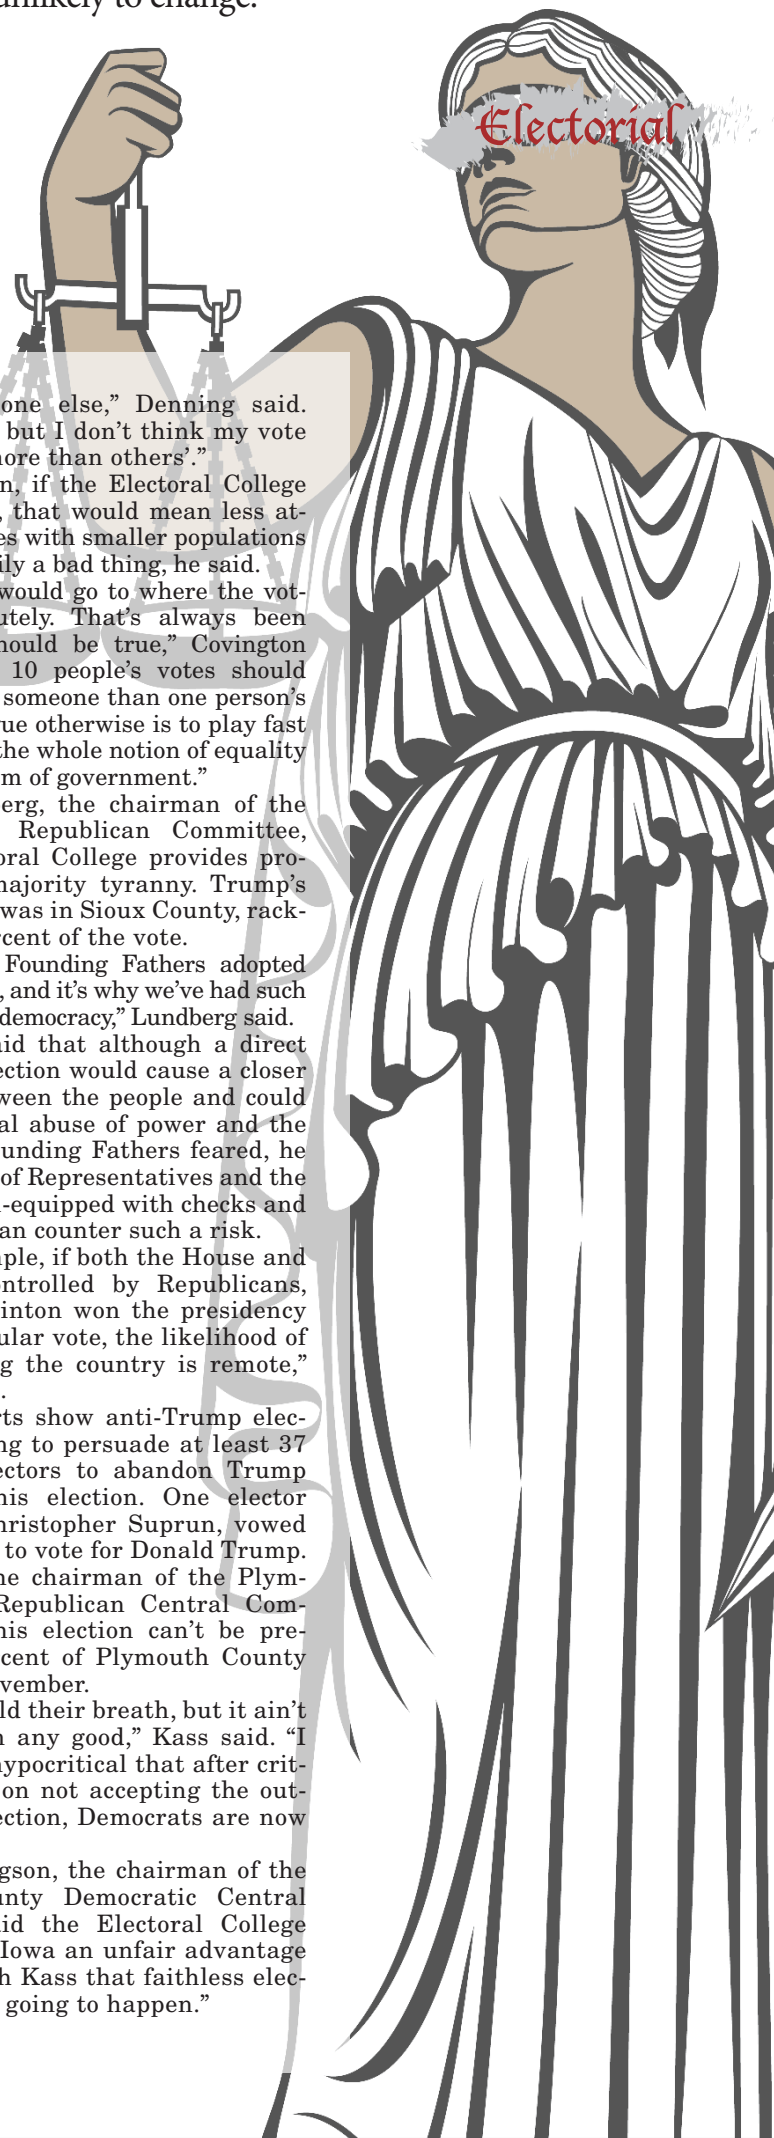 unlikely to change.
Electorial
one else,” Denning said.
but I don’t think my vote
more than others’.”
n, if the Electoral College
, that would mean less at-
es with smaller populations
ily a bad thing, he said.
would go to where the vot-
utely. That’s always been
hould be true,” Covington
10 people’s votes should
someone than one person’s
gue otherwise is to play fast
the whole notion of equality
m of government.”
erg, the chairman of the
Republican Committee,
oral College provides pro-
majority tyranny. Trump’s
was in Sioux County, rack-
rcent of the vote.
Founding Fathers adopted
, and it’s why we’ve had such
democracy,” Lundberg said.
aid that although a direct
ection would cause a closer
ween the people and could
al abuse of power and the
unding Fathers feared, he
of Representatives and the
l-equipped with checks and
an counter such a risk.
mple, if both the House and
ontrolled by Republicans,
linton won the presidency
ular vote, the likelihood of
g the country is remote,”
.
rts show anti-Trump elec-
ng to persuade at least 37
ectors to abandon Trump
his election. One elector
hristopher Suprun, vowed
to vote for Donald Trump.
he chairman of the Plym-
Republican Central Com-
his election can’t be pre-
cent of Plymouth County
vember.
ld their breath, but it ain’t
n any good,” Kass said. “I
hypocritical that after crit-
on not accepting the out-
ection, Democrats are now
gson, the chairman of the
unty Democratic Central
id the Electoral College
Iowa an unfair advantage
h Kass that faithless elec-
going to happen.”